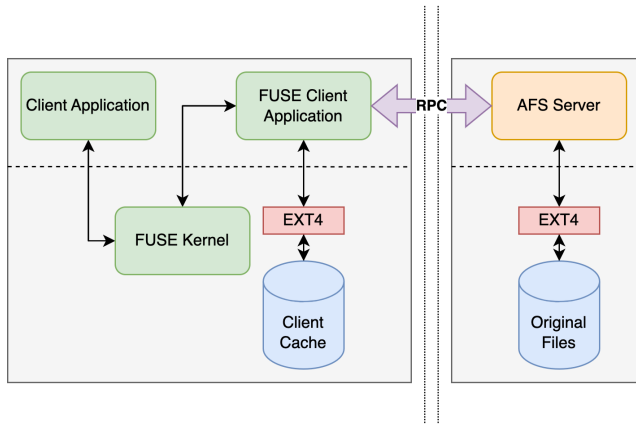 Client Application
FUSE Client
Application
RPC
AFS Server
FUSE Kernel
EXT4
EXT4
Client
Cache
Original
Files